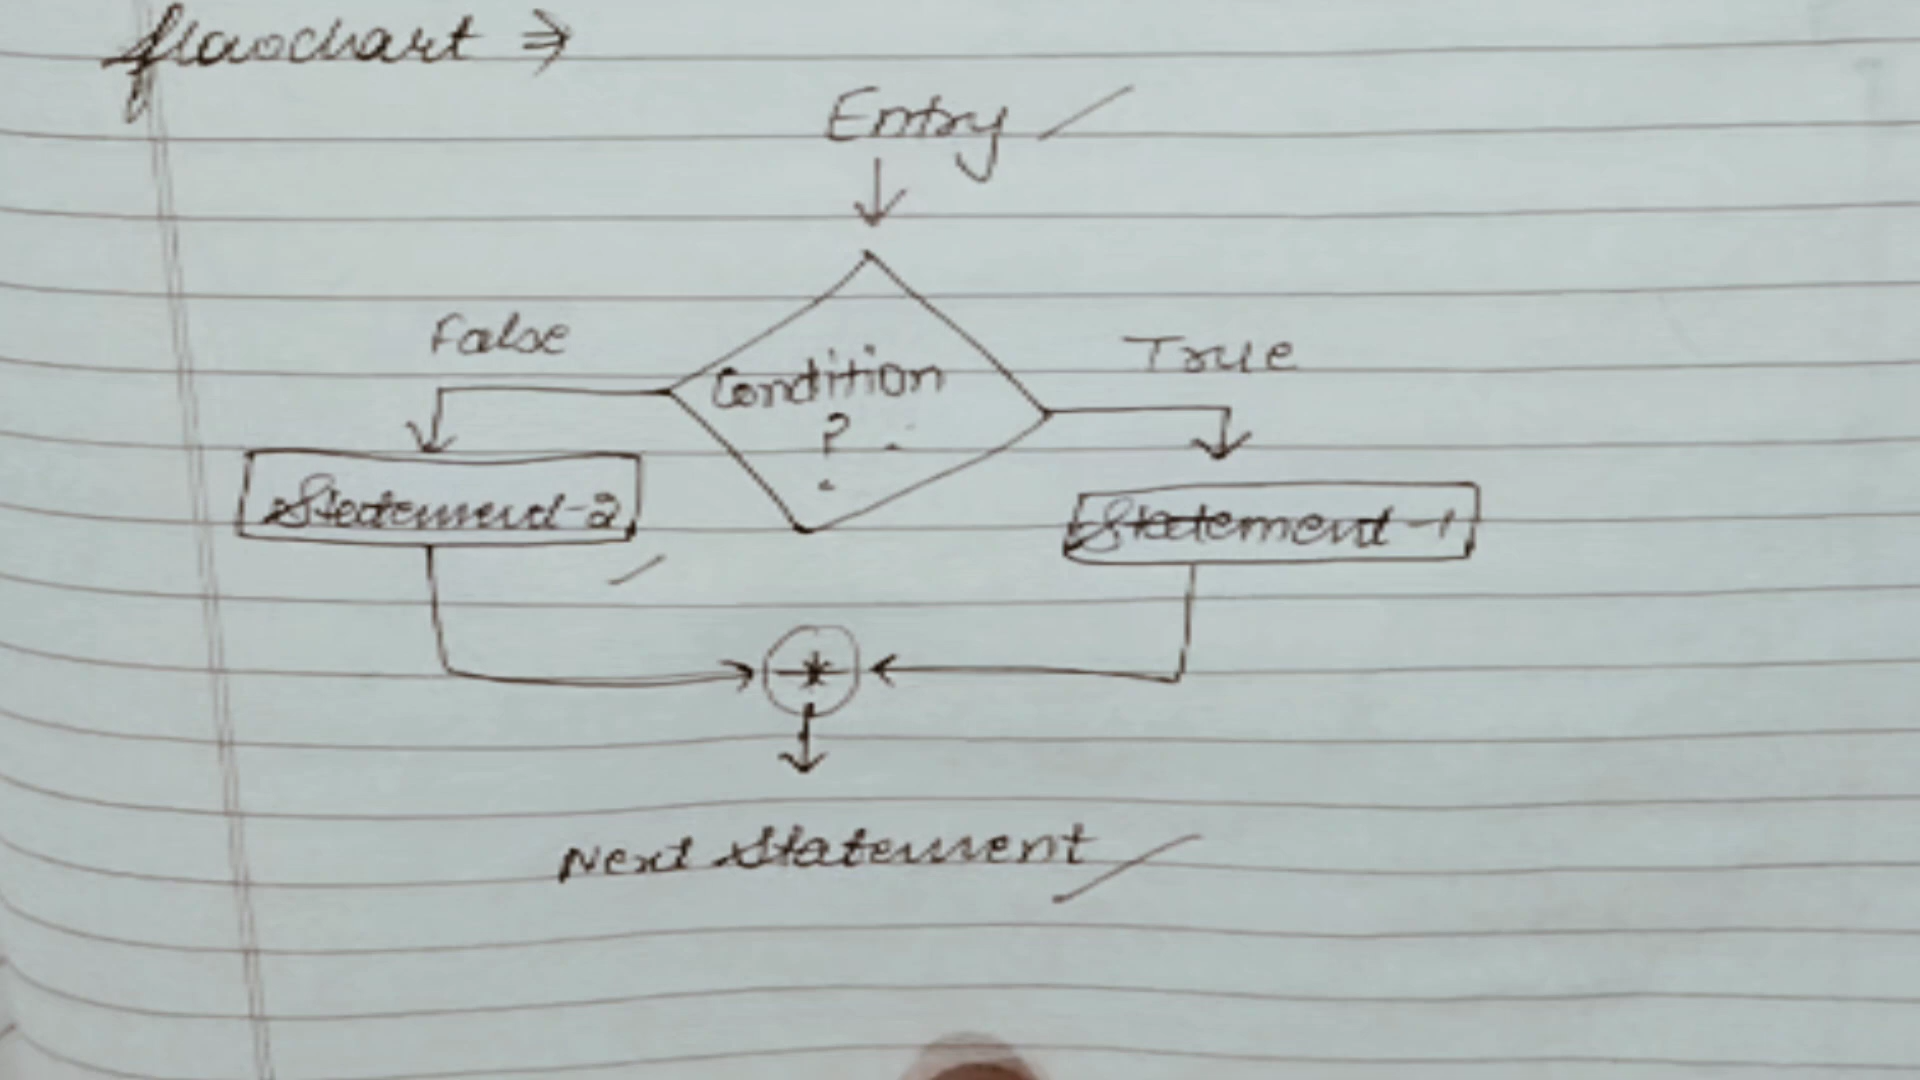 flowchart ⇒
Entry
False
True
Condition
?
Statement-2
Statement-1
*
Next Statement